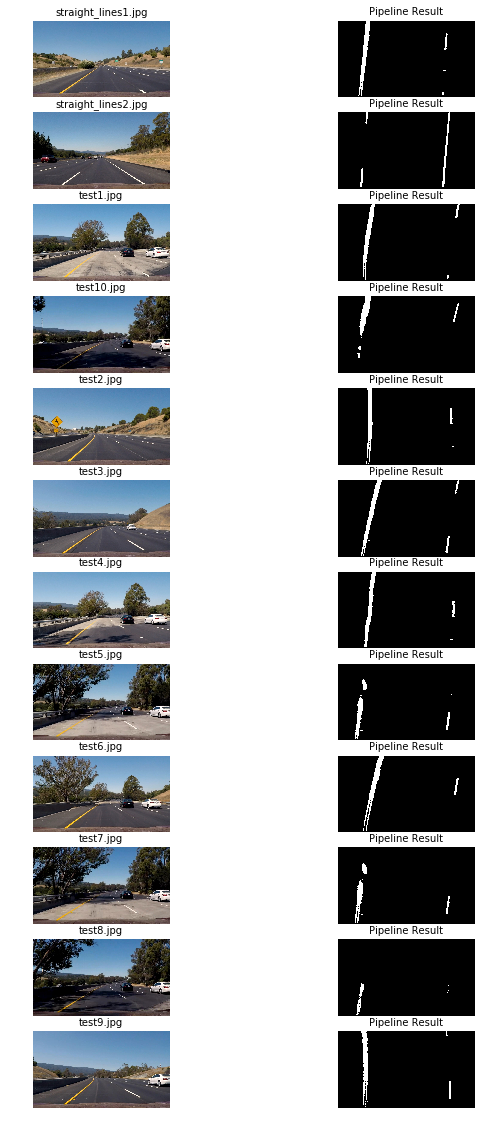 straight_lines1.jpg
Pipeline Result
straight_lines2.jpg
Pipeline Result
test1.jpg
Pipeline Result
test10.jpg
Pipeline Result
test2.jpg
Pipeline Result
test3.jpg
Pipeline Result
test4.jpg
Pipeline Result
test5.jpg
Pipeline Result
test6.jpg
Pipeline Result
test7.jpg
Pipeline Result
test8.jpg
Pipeline Result
test9.jpg
Pipeline Result